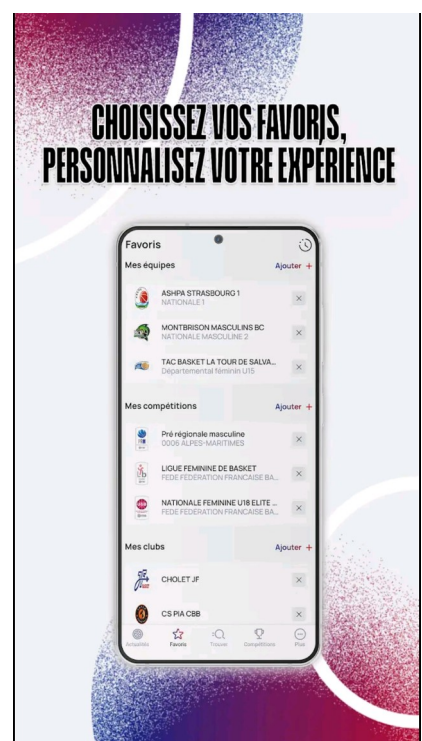 CHOISISSEZ VOS FAVORIS,
PERSONNALISEZ VOTRE EXPERIENCE
Favoris
Mes équipes
Ajouter +
ASHPA STRASBOURG 1
NATIONALE 1
MONTBRISON MASCULINS BC
NATIONALE MASCULINE 2
TAC BASKET LA TOUR DE SALVA...
Départemental féminin U15
Mes compétitions
Ajouter +
Pré régionale masculine
0006 ALPES-MARITIMES
LIGUE FEMININE DE BASKET
FEDE FEDERATION FRANCAISE BA...
NATIONALE FEMININE U18 ELITE ...
FEDE FEDERATION FRANCAISE BA...
Mes clubs
Ajouter +
CHOLET JF
CS PIA CBB
Actualités
Favoris
Trouver
Compétitions
Plus